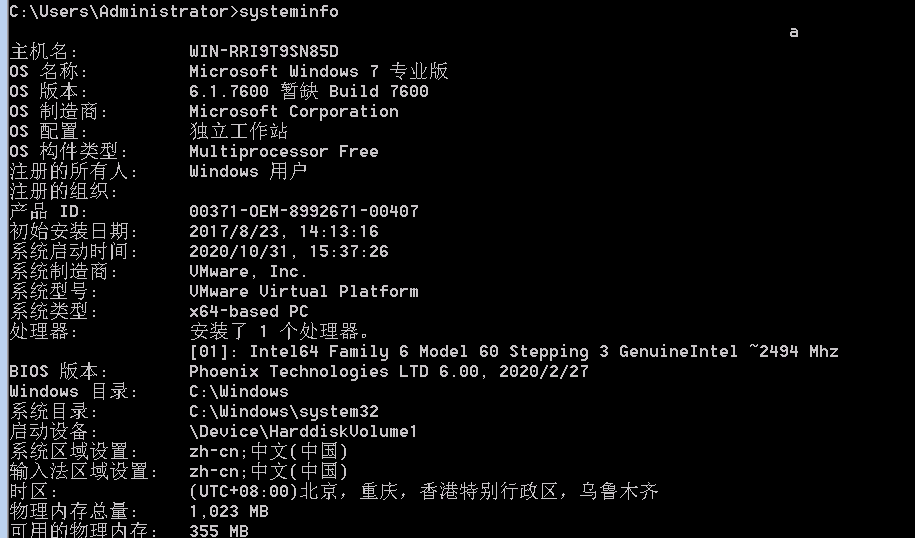 C:\Users\Administrator>systeminfo
a
主机名: WIN-RRI9T9SN85D
OS 名称: Microsoft Windows 7 专业版
OS 版本: 6.1.7600 暂缺 Build 7600
OS 制造商: Microsoft Corporation
OS 配置: 独立工作站
OS 构件类型: Multiprocessor Free
注册的所有人: Windows 用户
注册的组织:
产品 ID: 00371-OEM-8992671-00407
初始安装日期: 2017/8/23, 14:13:16
系统启动时间: 2020/10/31, 15:37:26
系统制造商: VMware, Inc.
系统型号: VMware Virtual Platform
系统类型: x64-based PC
处理器: 安装了 1 个处理器。
[01]: Intel64 Family 6 Model 60 Stepping 3 GenuineIntel ~2494 Mhz
BIOS 版本: Phoenix Technologies LTD 6.00, 2020/2/27
Windows 目录: C:\Windows
系统目录: C:\Windows\system32
启动设备: \Device\HarddiskVolume1
系统区域设置: zh-cn;中文(中国)
输入法区域设置: zh-cn;中文(中国)
时区: (UTC+08:00)北京，重庆，香港特别行政区，乌鲁木齐
物理内存总量: 1,023 MB
可用的物理内存: 355 MB